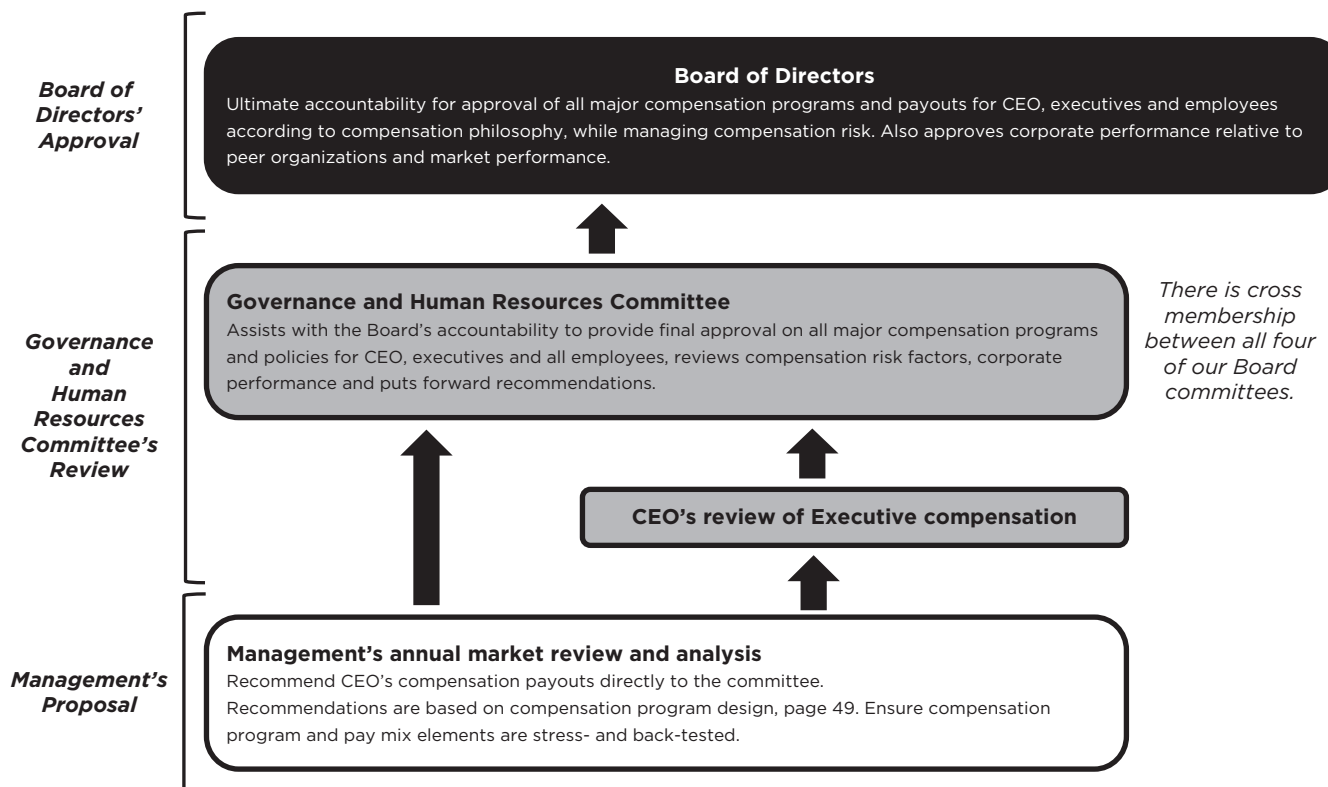 Board of
Directors'
Approval
Board of Directors
Ultimate accountability for approval of all major compensation programs and payouts for CEO, executives and employees
according to compensation philosophy, while managing compensation risk. Also approves corporate performance relative to
peer organizations and market performance.
Governance
and
Human
Resources
Committee's
Review
Governance and Human Resources Committee
Assists with the Board's accountability to provide final approval on all major compensation programs
and policies for CEO, executives and all employees, reviews compensation risk factors, corporate
performance and puts forward recommendations.
There is cross
membership
between all four
of our Board
committees.
CEO's review of Executive compensation
Management's
Proposal
Management's annual market review and analysis
Recommend CEO's compensation payouts directly to the committee.
Recommendations are based on compensation program design, page 49. Ensure compensation
program and pay mix elements are stress- and back-tested.